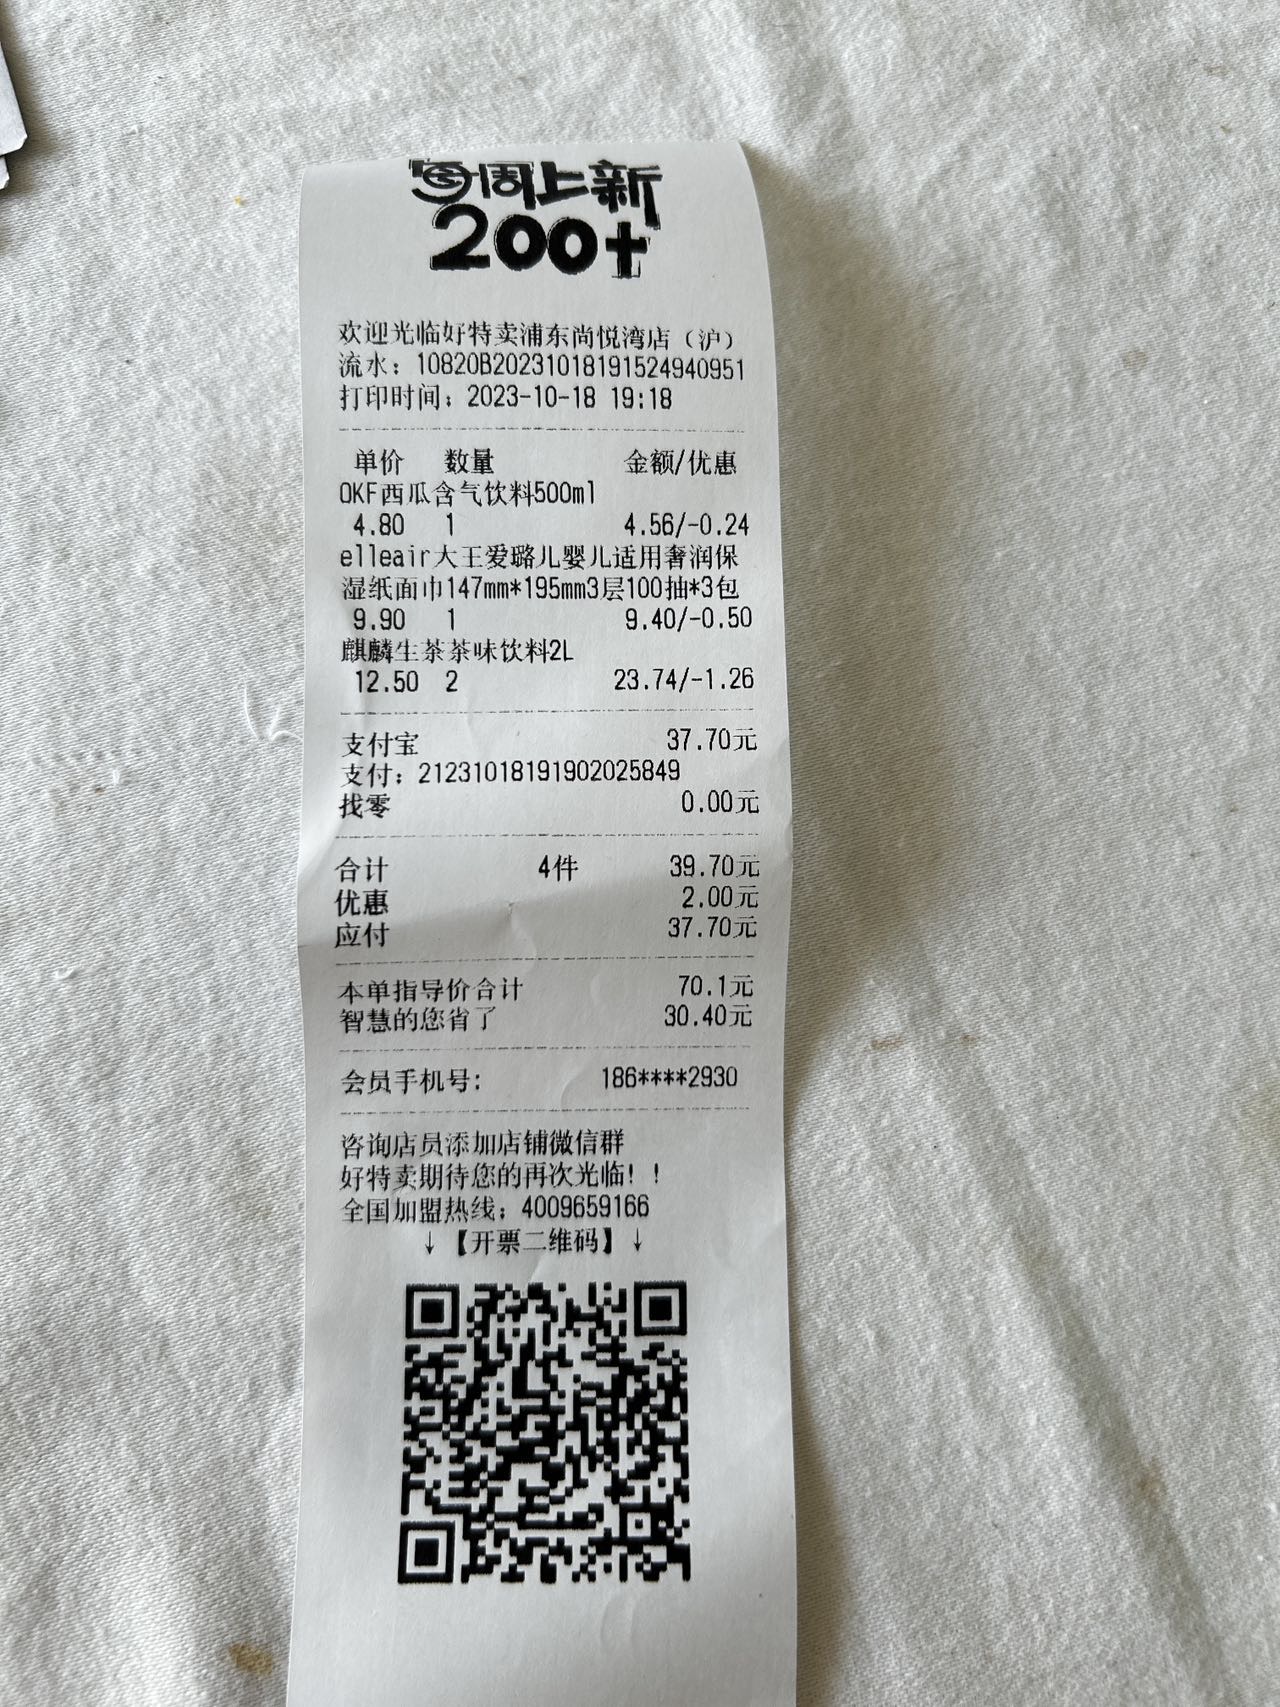 每周上新
200+
欢迎光临好特卖浦东尚悦湾店（沪）
流水：10820B20231018191524940951
打印时间：2023-10-18 19:18
单价 数量 金额/优惠
OKF西瓜含气饮料500ml
4.80 1 4.56/-0.24
elleair大王爱璐儿婴儿适用奢润保
湿纸面巾147mm*195mm3层100抽*3包
9.90 1 9.40/-0.50
麒麟生茶茶味饮料2L
12.50 2 23.74/-1.26
支付宝 37.70元
支付：21231018191902025849
找零 0.00元
合计 4件 39.70元
优惠 2.00元
应付 37.70元
本单指导价合计 70.1元
智慧的您省了 30.40元
会员手机号: 186****2930
咨询店员添加店铺微信群
好特卖期待您的再次光临！！
全国加盟热线：4009659166
↓【开票二维码】↓